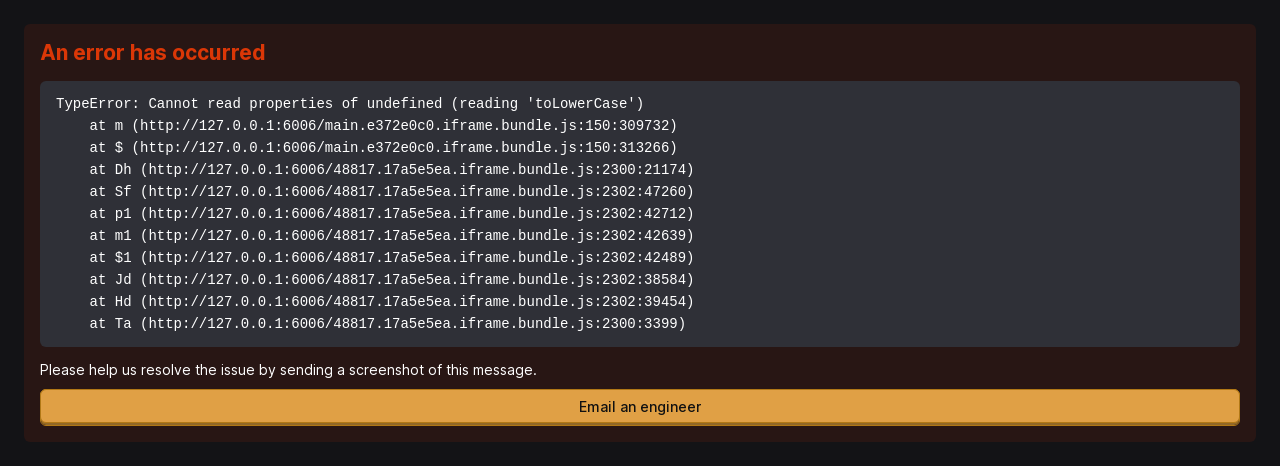 An error has occurred
TypeError: Cannot read properties of undefined (reading 'toLowerCase')
    at m (http://127.0.0.1:6006/main.e372e0c0.iframe.bundle.js:150:309732)
    at $ (http://127.0.0.1:6006/main.e372e0c0.iframe.bundle.js:150:313266)
    at Dh (http://127.0.0.1:6006/48817.17a5e5ea.iframe.bundle.js:2300:21174)
    at Sf (http://127.0.0.1:6006/48817.17a5e5ea.iframe.bundle.js:2302:47260)
    at p1 (http://127.0.0.1:6006/48817.17a5e5ea.iframe.bundle.js:2302:42712)
    at m1 (http://127.0.0.1:6006/48817.17a5e5ea.iframe.bundle.js:2302:42639)
    at $1 (http://127.0.0.1:6006/48817.17a5e5ea.iframe.bundle.js:2302:42489)
    at Jd (http://127.0.0.1:6006/48817.17a5e5ea.iframe.bundle.js:2302:38584)
    at Hd (http://127.0.0.1:6006/48817.17a5e5ea.iframe.bundle.js:2302:39454)
    at Ta (http://127.0.0.1:6006/48817.17a5e5ea.iframe.bundle.js:2300:3399)
Please help us resolve the issue by sending a screenshot of this message.
Email an engineer